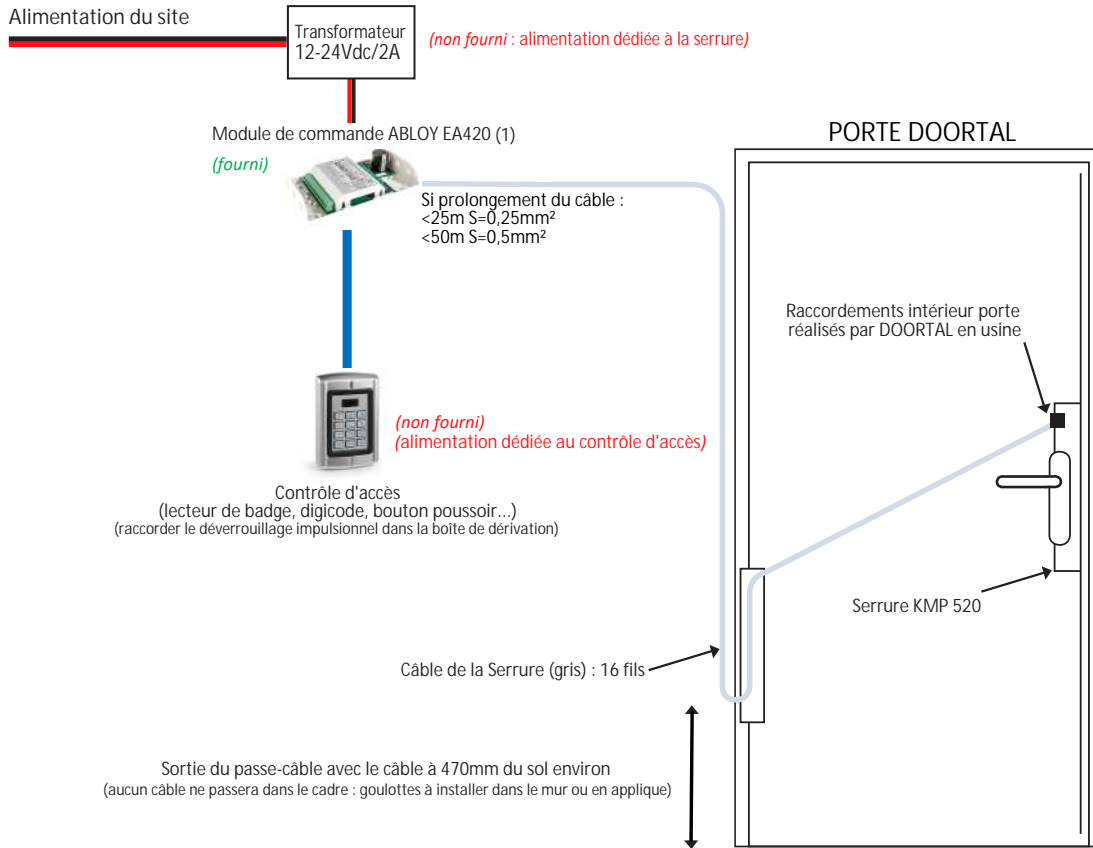 Alimentation du site
Transformateur
12-24Vdc/2A
(non fourni : alimentation dédiée à la serrure)
Module de commande ABLOY EA420 (1)
(fourni)
PORTE DOORTAL
Si prolongement du câble :
<25m S=0,25mm²
<50m S=0,5mm²
Raccordements intérieur porte
réalisés par DOORTAL en usine
(non fourni)
(alimentation dédiée au contrôle d'accès)
Contrôle d'accès
(lecteur de badge, digicode, bouton poussoir...)
(raccorder le déverrouillage impulsionnel dans la boîte de dérivation)
Serrure KMP 520
Câble de la Serrure (gris) : 16 fils
Sortie du passe-câble avec le câble à 470mm du sol environ
(aucun câble ne passera dans le cadre : goulottes à installer dans le mur ou en applique)